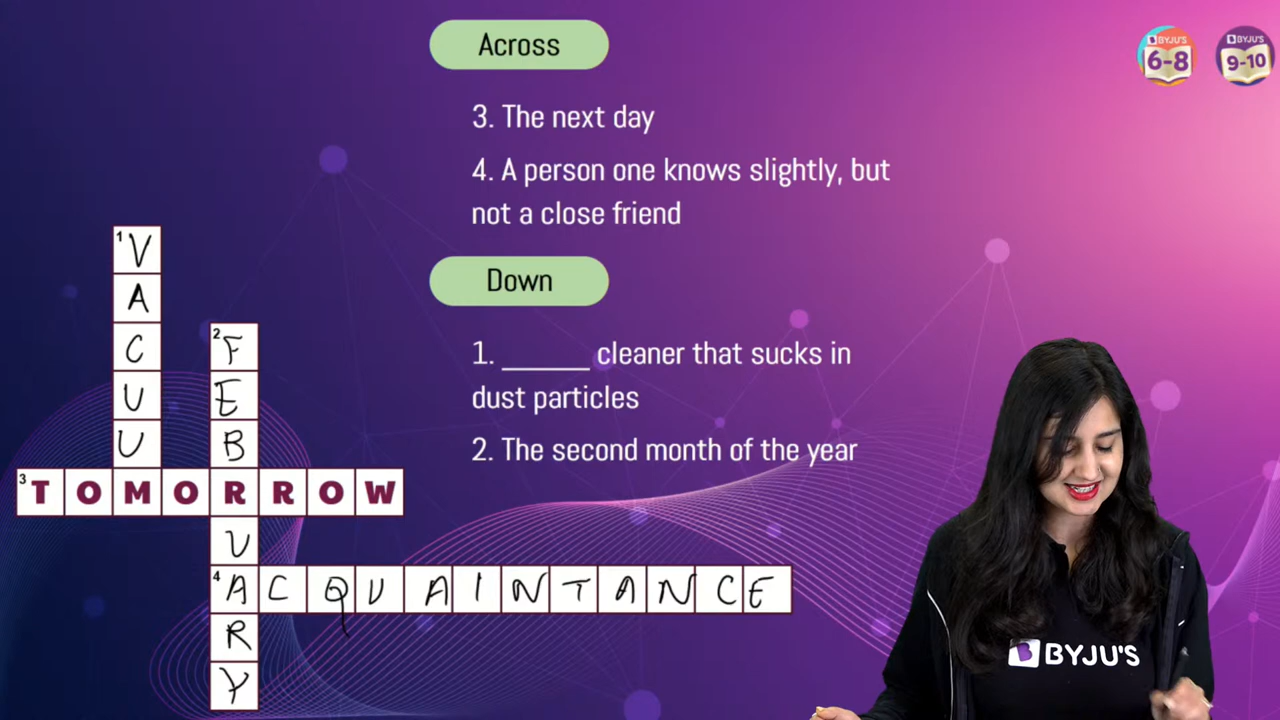 Across
BYJU'S
6-8
BYJU'S
9-10
3. The next day
4. A person one knows slightly, but
not a close friend
Down
1. ______ cleaner that sucks in
dust particles
2. The second month of the year
1 V
A
C
U
U
2 F
E
B
3 TOMORROW
U
4 ACQUAINTANCE
R
Y
BYJU'S